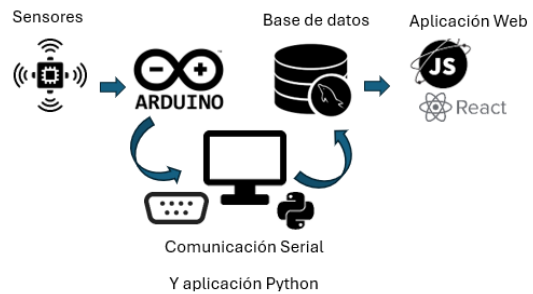 Sensores
Base de datos
Aplicación Web
ARDUINO
JS
React
Comunicación Serial
Y aplicación Python